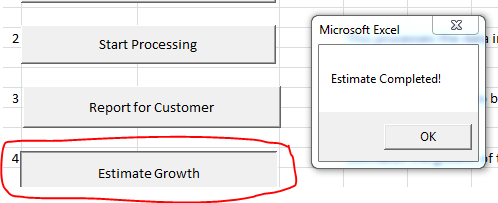 2 Start Processing
3 Report for Customer
4 Estimate Growth
Microsoft Excel
Estimate Completed!
OK